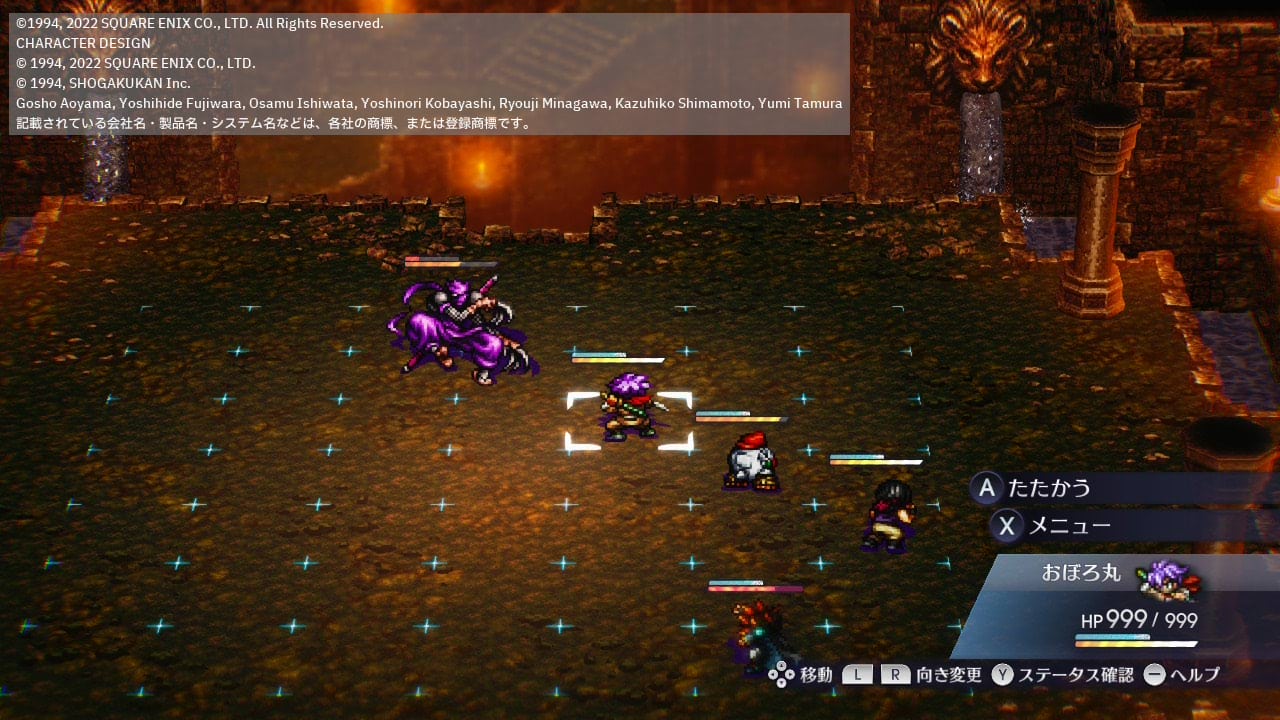 ©1994, 2022 SQUARE ENIX CO., LTD. All Rights Reserved.
CHARACTER DESIGN
© 1994, 2022 SQUARE ENIX CO., LTD.
© 1994, SHOGAKUKAN Inc.
Gosho Aoyama, Yoshihide Fujiwara, Osamu Ishiwata, Yoshinori Kobayashi, Ryouji Minagawa, Kazuhiko Shimamoto, Yumi Tamura
記載されている会社名・製品名・システム名などは、各社の商標、または登録商標です。
A たたかう
X メニュー
おぼろ丸
HP 999 / 999
移動 L R 向き変更 Y ステータス確認 ヘルプ